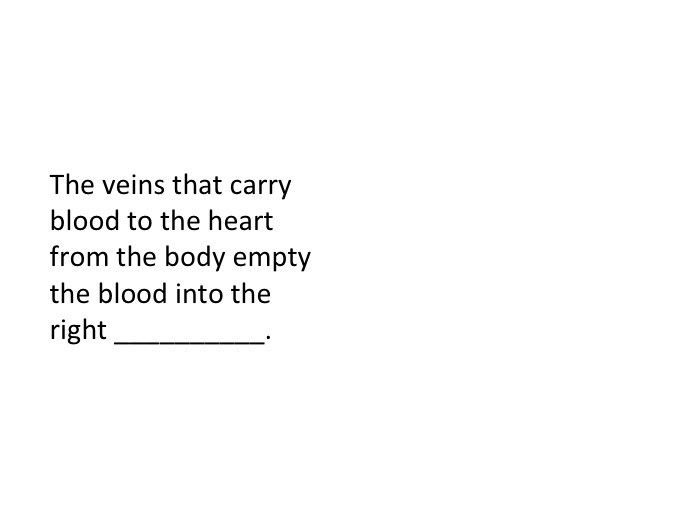 The veins that carry
blood to the heart
from the body empty
the blood into the
right __________.